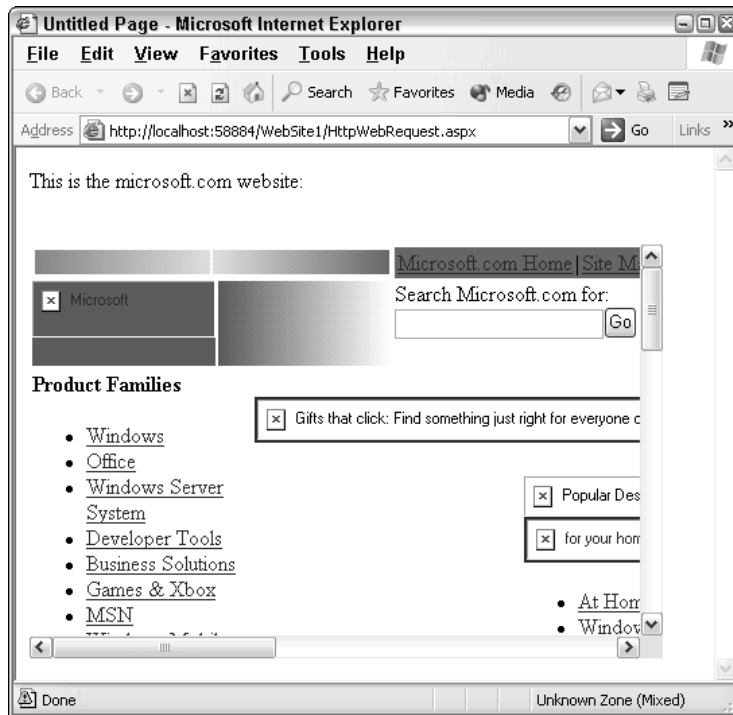 Untitled Page - Microsoft Internet Explorer
File Edit View Favorites Tools Help
Back Search Favorites Media
Address http://localhost:58884/WebSite1/HttpWebRequest.aspx Go Links »
This is the microsoft.com website:
Microsoft.com Home | Site M
Microsoft
Search Microsoft.com for:
Go
Product Families
Gifts that click: Find something just right for everyone o
Windows
Office
Windows Server
System
Developer Tools
Business Solutions
Games & Xbox
MSN
Popular Des
for your hom
At Hom
Window
Done Unknown Zone (Mixed)